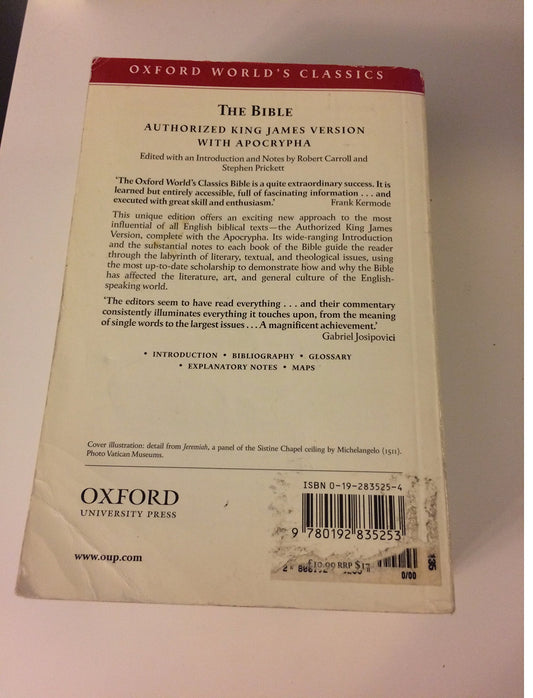 OXFORD WORLD'S CLASSICS
THE BIBLE
AUTHORIZED KING JAMES VERSION
WITH APOCRYPHA
Edited with an Introduction and Notes by Robert Carroll and
Stephen Prickett
'The Oxford World's Classics Bible is a quite extraordinary success. It is
learned but entirely accessible, full of fascinating information . . . and
executed with great skill and enthusiasm.' Frank Kermode
This unique edition offers an exciting new approach to the most
influential of all English biblical texts—the Authorized King James
Version, complete with the Apocrypha. Its wide-ranging Introduction
and the substantial notes to each book of the Bible guide the reader
through the labyrinth of literary, textual, and theological issues, using
the most up-to-date scholarship to demonstrate how and why the Bible
has affected the literature, art, and general culture of the English-
speaking world.
'The editors seem to have read everything . . . and their commentary
consistently illuminates everything it touches upon, from the meaning
of single words to the largest issues . . . A magnificent achievement.'
Gabriel Josipovici
• INTRODUCTION • BIBLIOGRAPHY • GLOSSARY
• EXPLANATORY NOTES • MAPS
Cover illustration: detail from Jeremiah, a panel of the Sistine Chapel ceiling by Michelangelo (1511).
Photo Vatican Museums.
OXFORD
UNIVERSITY PRESS
www.oup.com
ISBN 0-19-283525-4
9 780192 835253
£10.99 RRP
0/00